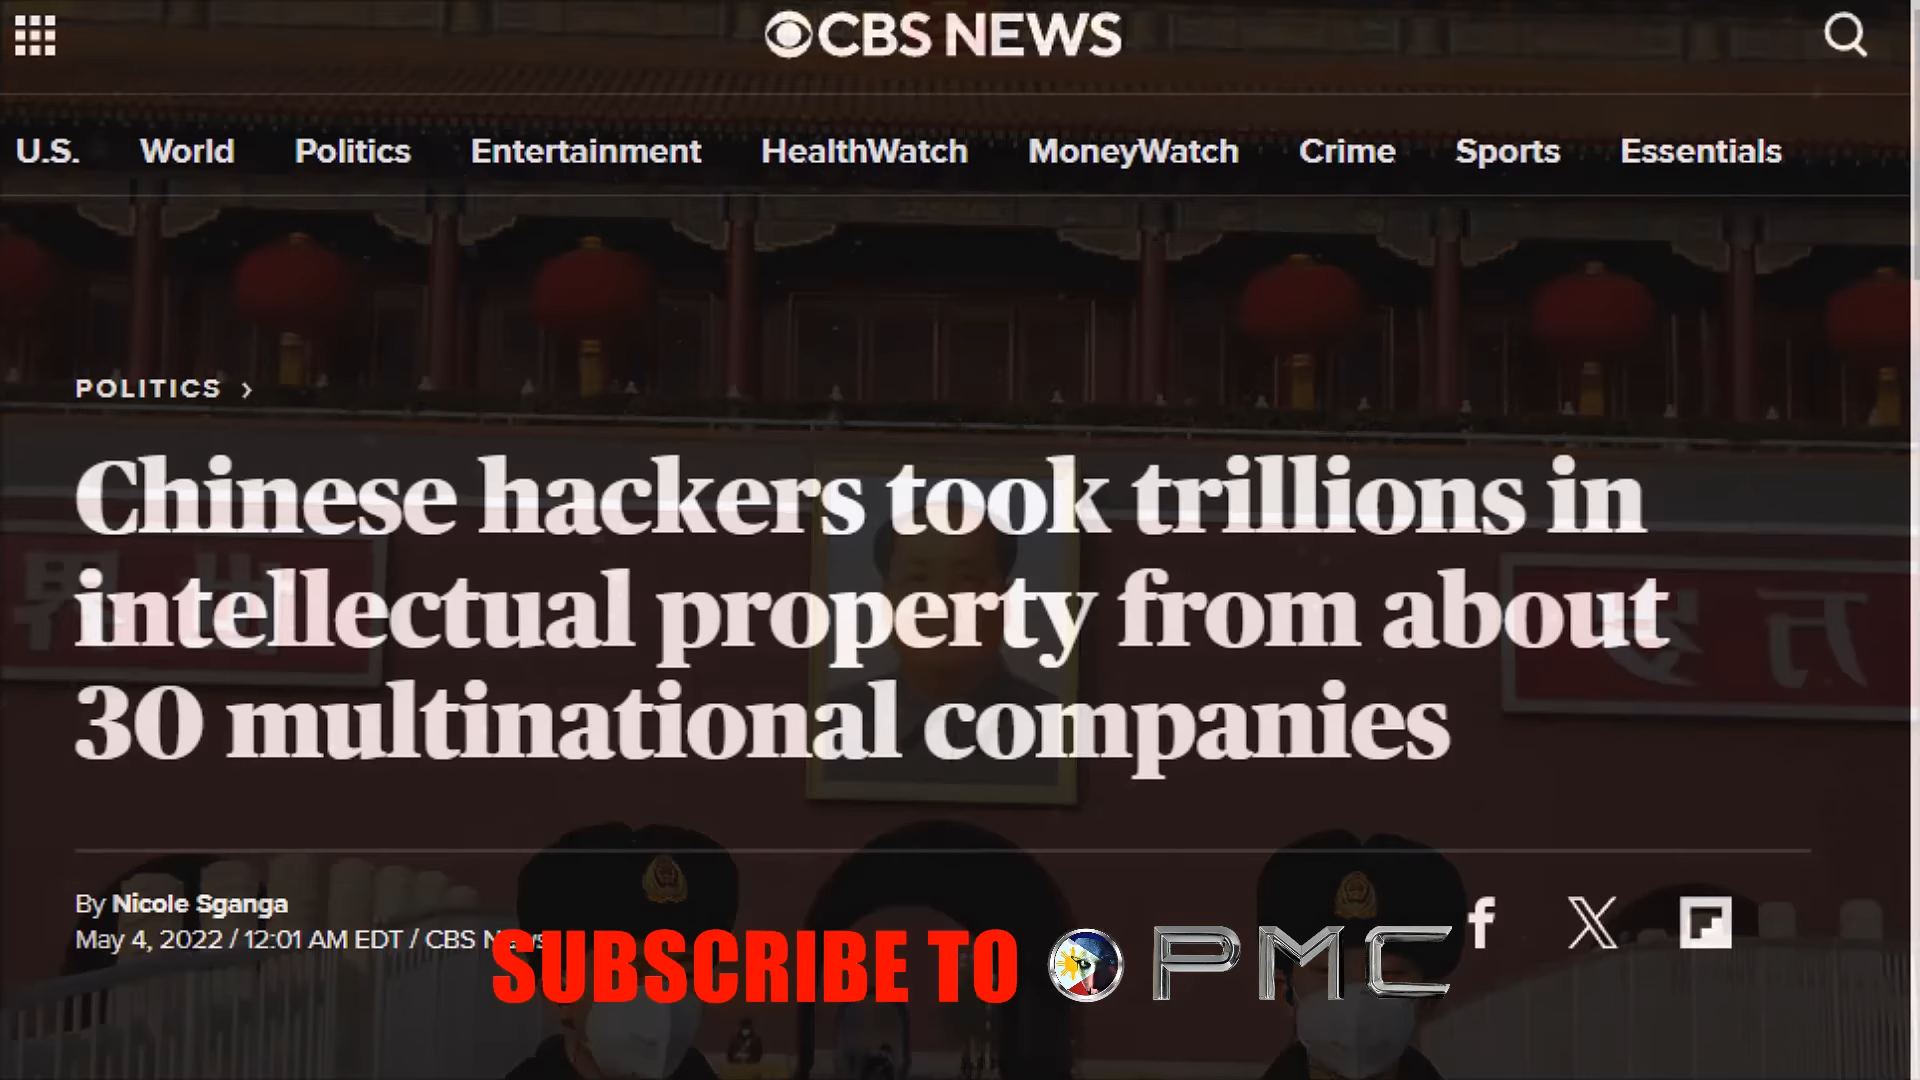 CBS NEWS
U.S. World Politics Entertainment HealthWatch MoneyWatch Crime Sports Essentials
POLITICS >
Chinese hackers took trillions in
intellectual property from about
30 multinational companies
By Nicole Sganga
May 4, 2022 / 12:01 AM EDT / CBS News
SUBSCRIBE TO PMC